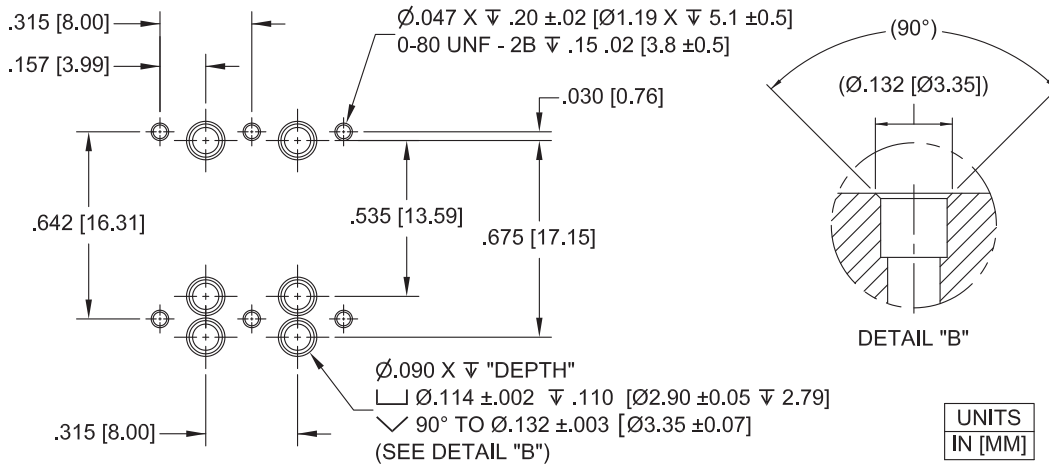 .315 [8.00]
.157 [3.99]
Ø.047 X ↧ .20 ±.02 [Ø1.19 X ↧ 5.1 ±0.5]
0-80 UNF - 2B ↧ .15 .02 [3.8 ±0.5]
.030 [0.76]
.642 [16.31]
.535 [13.59]
.675 [17.15]
.315 [8.00]
Ø.090 X ↧ "DEPTH"
⌴ Ø.114 ±.002 ↧ .110 [Ø2.90 ±0.05 ↧ 2.79]
⌵ 90° TO Ø.132 ±.003 [Ø3.35 ±0.07]
(SEE DETAIL "B")
(90°)
(Ø.132 [Ø3.35])
DETAIL "B"
UNITS
IN [MM]